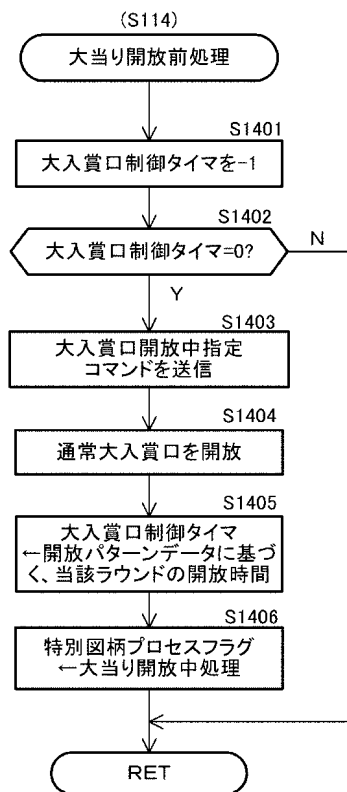 (S114)
大当り開放前処理
S1401
大入賞口制御タイマを-1
S1402
大入賞口制御タイマ=0?
N
Y
S1403
大入賞口開放中指定
コマンドを送信
S1404
通常大入賞口を開放
S1405
大入賞口制御タイマ
←開放パターンデータに基づ
く、当該ラウンドの開放時間
S1406
特別図柄プロセスフラグ
←大当り開放中処理
RET